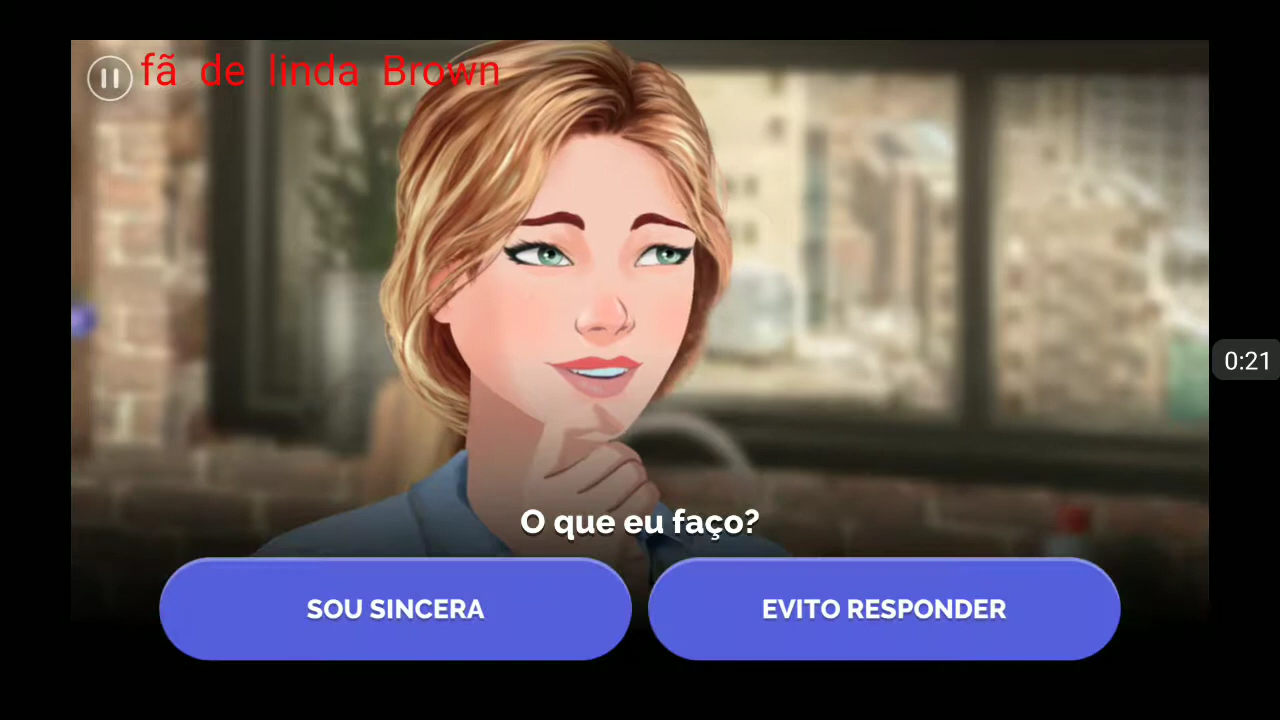 fã de linda Brown
0:21
O que eu faço?
SOU SINCERA
EVITO RESPONDER